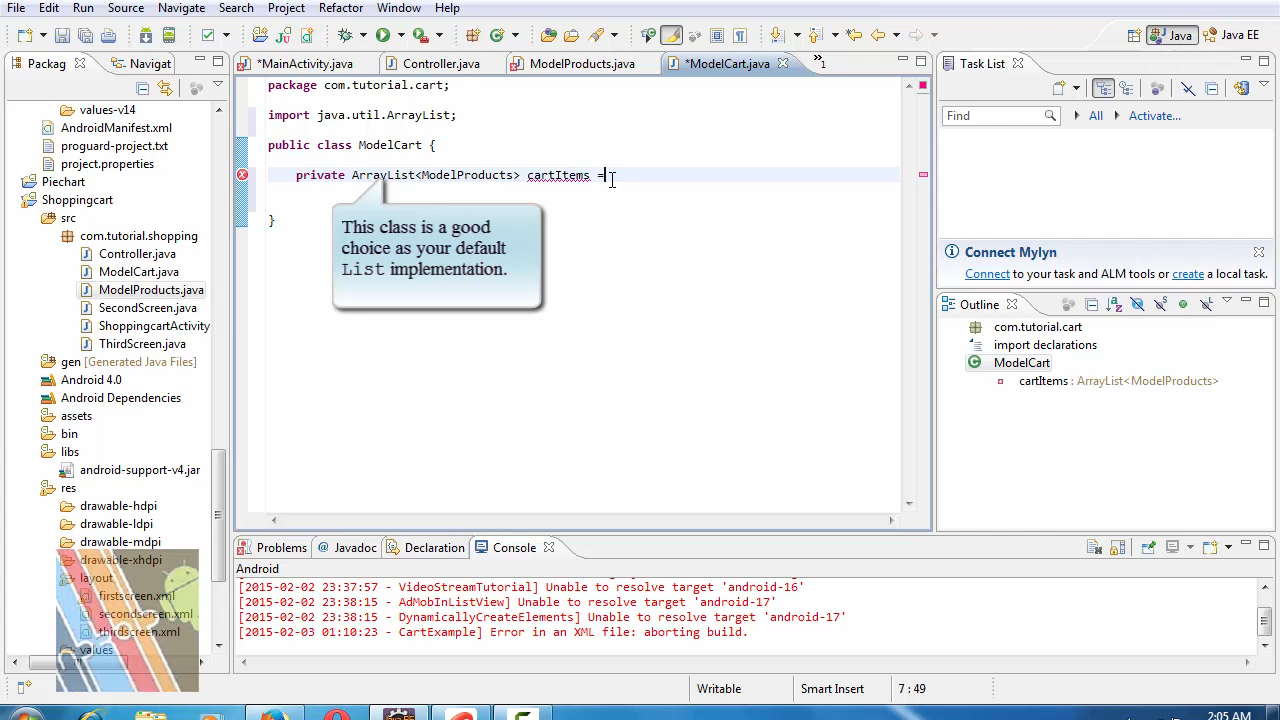 File Edit Source Navigate Search Project Refactor Window Help
Java Java EE
Packag Navigat
*MainActivity.java Controller.java ModelProducts.java *ModelCart.java »1
Task List
values-v14
AndroidManifest.xml
proguard-project.txt
project.properties
Piechart
Shoppingcart
src
com.tutorial.shopping
Controller.java
ModelCart.java
ModelProducts.java
SecondScreen.java
ShoppingcartActivity
ThirdScreen.java
gen [Generated Java Files]
Android 4.0
Android Dependencies
assets
bin
libs
android-support-v4.jar
res
drawable-hdpi
drawable-ldpi
drawable-mdpi
drawable-xhdpi
layout
firstscreen.xml
secondscreen.xml
thirdscreen.xml
values
package com.tutorial.cart;
import java.util.ArrayList;
public class ModelCart {
private ArrayList<ModelProducts> cartItems =
}
This class is a good
choice as your default
List implementation.
Find All Activate...
Connect Mylyn
Connect to your task and ALM tools or create a local task.
Outline
com.tutorial.cart
import declarations
ModelCart
cartItems : ArrayList<ModelProducts>
Problems Javadoc Declaration Console
Android
[2015-02-02 23:37:57 - VideoStreamTutorial] Unable to resolve target 'android-16'
[2015-02-02 23:38:15 - AdMobInListView] Unable to resolve target 'android-17'
[2015-02-02 23:38:15 - DynamicallyCreateElements] Unable to resolve target 'android-17'
[2015-02-03 01:10:23 - CartExample] Error in an XML file: aborting build.
Writable Smart Insert 7 : 49
2:05 AM